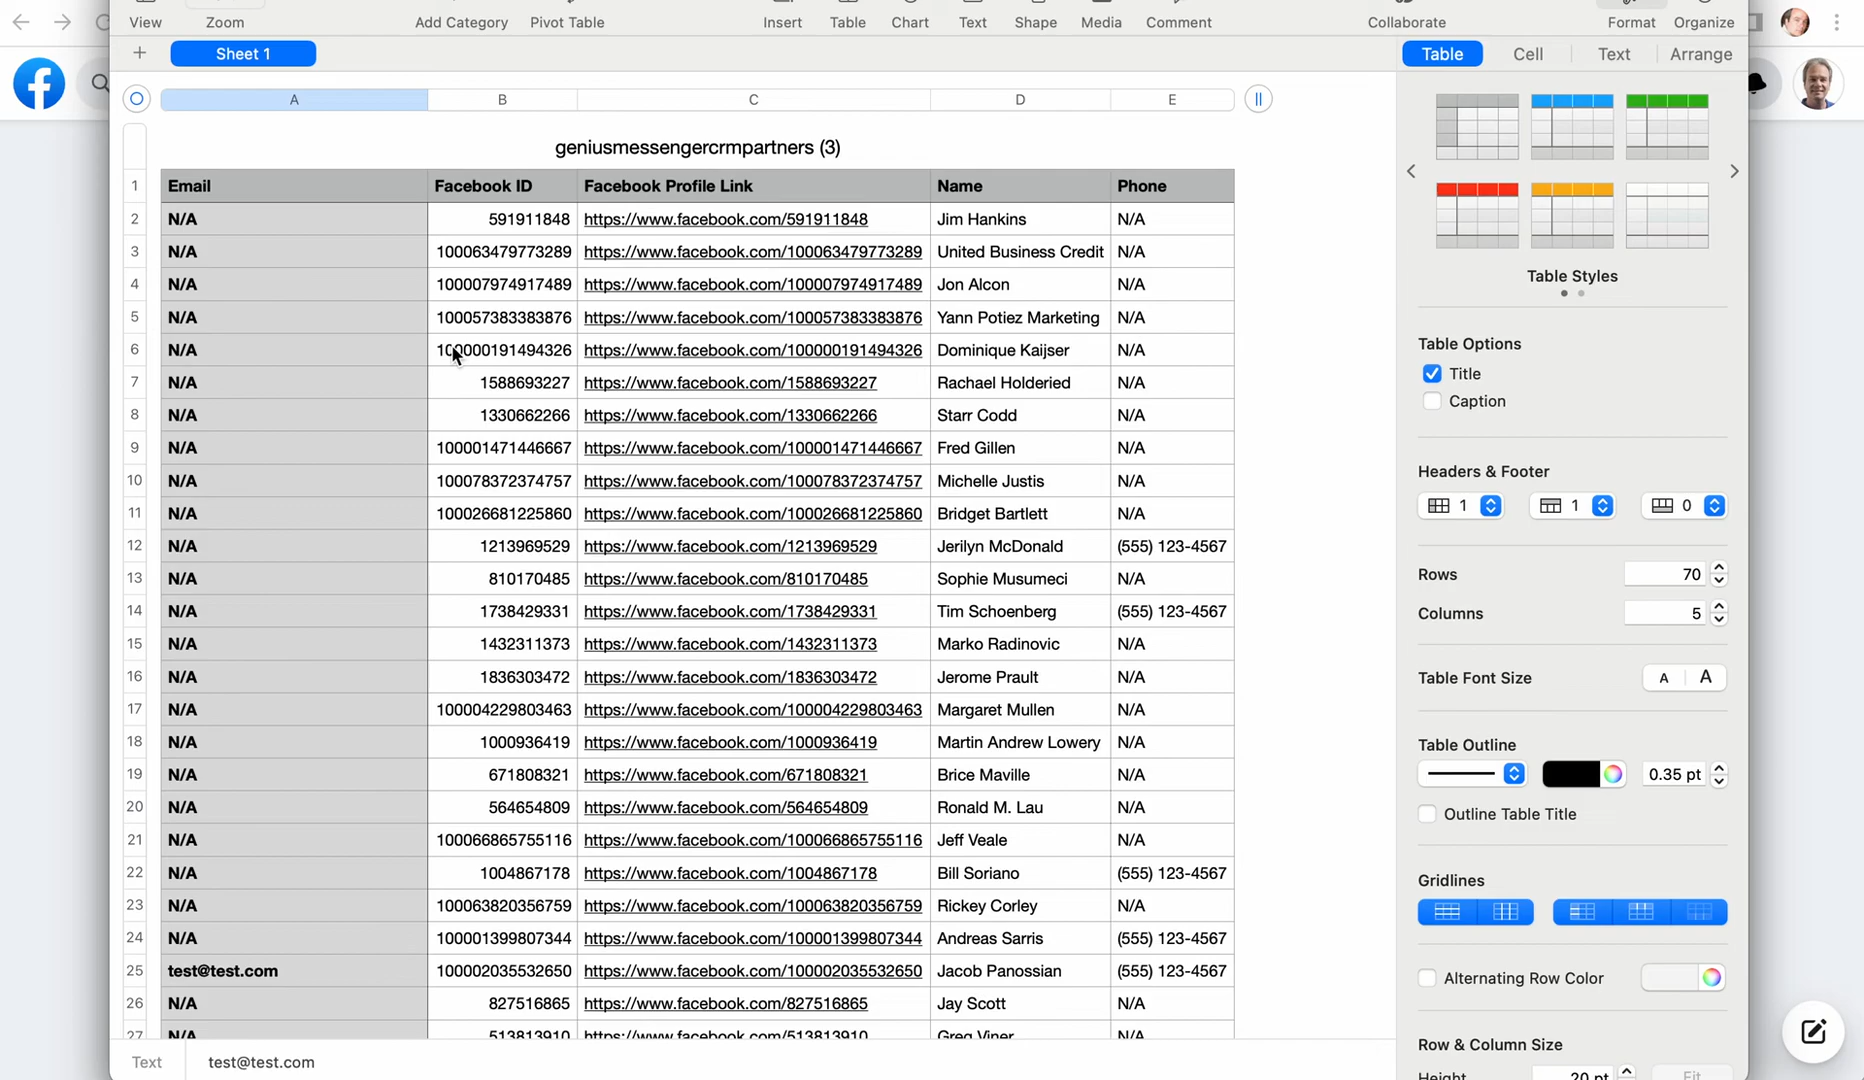 View Zoom Add Category Pivot Table Insert Table Chart Text Shape Media Comment Collaborate Format Organize
+ Sheet 1 Table Cell Text Arrange
A B C D E
geniusmessengercrmpartners (3)
1 Email Facebook ID Facebook Profile Link Name Phone
2 N/A 591911848 https://www.facebook.com/591911848 Jim Hankins N/A
3 N/A 100063479773289 https://www.facebook.com/100063479773289 United Business Credit N/A
4 N/A 100007974917489 https://www.facebook.com/100007974917489 Jon Alcon N/A
5 N/A 100057383383876 https://www.facebook.com/100057383383876 Yann Potiez Marketing N/A
6 N/A 100000191494326 https://www.facebook.com/100000191494326 Dominique Kaijser N/A
7 N/A 1588693227 https://www.facebook.com/1588693227 Rachael Holderied N/A
8 N/A 1330662266 https://www.facebook.com/1330662266 Starr Codd N/A
9 N/A 100001471446667 https://www.facebook.com/100001471446667 Fred Gillen N/A
10 N/A 100078372374757 https://www.facebook.com/100078372374757 Michelle Justis N/A
11 N/A 100026681225860 https://www.facebook.com/100026681225860 Bridget Bartlett N/A
12 N/A 1213969529 https://www.facebook.com/1213969529 Jerilyn McDonald (555) 123-4567
13 N/A 810170485 https://www.facebook.com/810170485 Sophie Musumeci N/A
14 N/A 1738429331 https://www.facebook.com/1738429331 Tim Schoenberg (555) 123-4567
15 N/A 1432311373 https://www.facebook.com/1432311373 Marko Radinovic N/A
16 N/A 1836303472 https://www.facebook.com/1836303472 Jerome Prault N/A
17 N/A 100004229803463 https://www.facebook.com/100004229803463 Margaret Mullen N/A
18 N/A 1000936419 https://www.facebook.com/1000936419 Martin Andrew Lowery N/A
19 N/A 671808321 https://www.facebook.com/671808321 Brice Maville N/A
20 N/A 564654809 https://www.facebook.com/564654809 Ronald M. Lau N/A
21 N/A 100066865755116 https://www.facebook.com/100066865755116 Jeff Veale N/A
22 N/A 1004867178 https://www.facebook.com/1004867178 Bill Soriano (555) 123-4567
23 N/A 100063820356759 https://www.facebook.com/100063820356759 Rickey Corley N/A
24 N/A 100001399807344 https://www.facebook.com/100001399807344 Andreas Sarris (555) 123-4567
25 test@test.com 100002035532650 https://www.facebook.com/100002035532650 Jacob Panossian (555) 123-4567
26 N/A 827516865 https://www.facebook.com/827516865 Jay Scott N/A
27 N/A 513813910 https://www.facebook.com/513813910 Greg Viner N/A
Text test@test.com
Table Styles
Table Options
Title
Caption
Headers & Footer
1 1 0
Rows 70
Columns 5
Table Font Size A A
Table Outline
0.35 pt
Outline Table Title
Gridlines
Alternating Row Color
Row & Column Size
Height 20 pt Fit